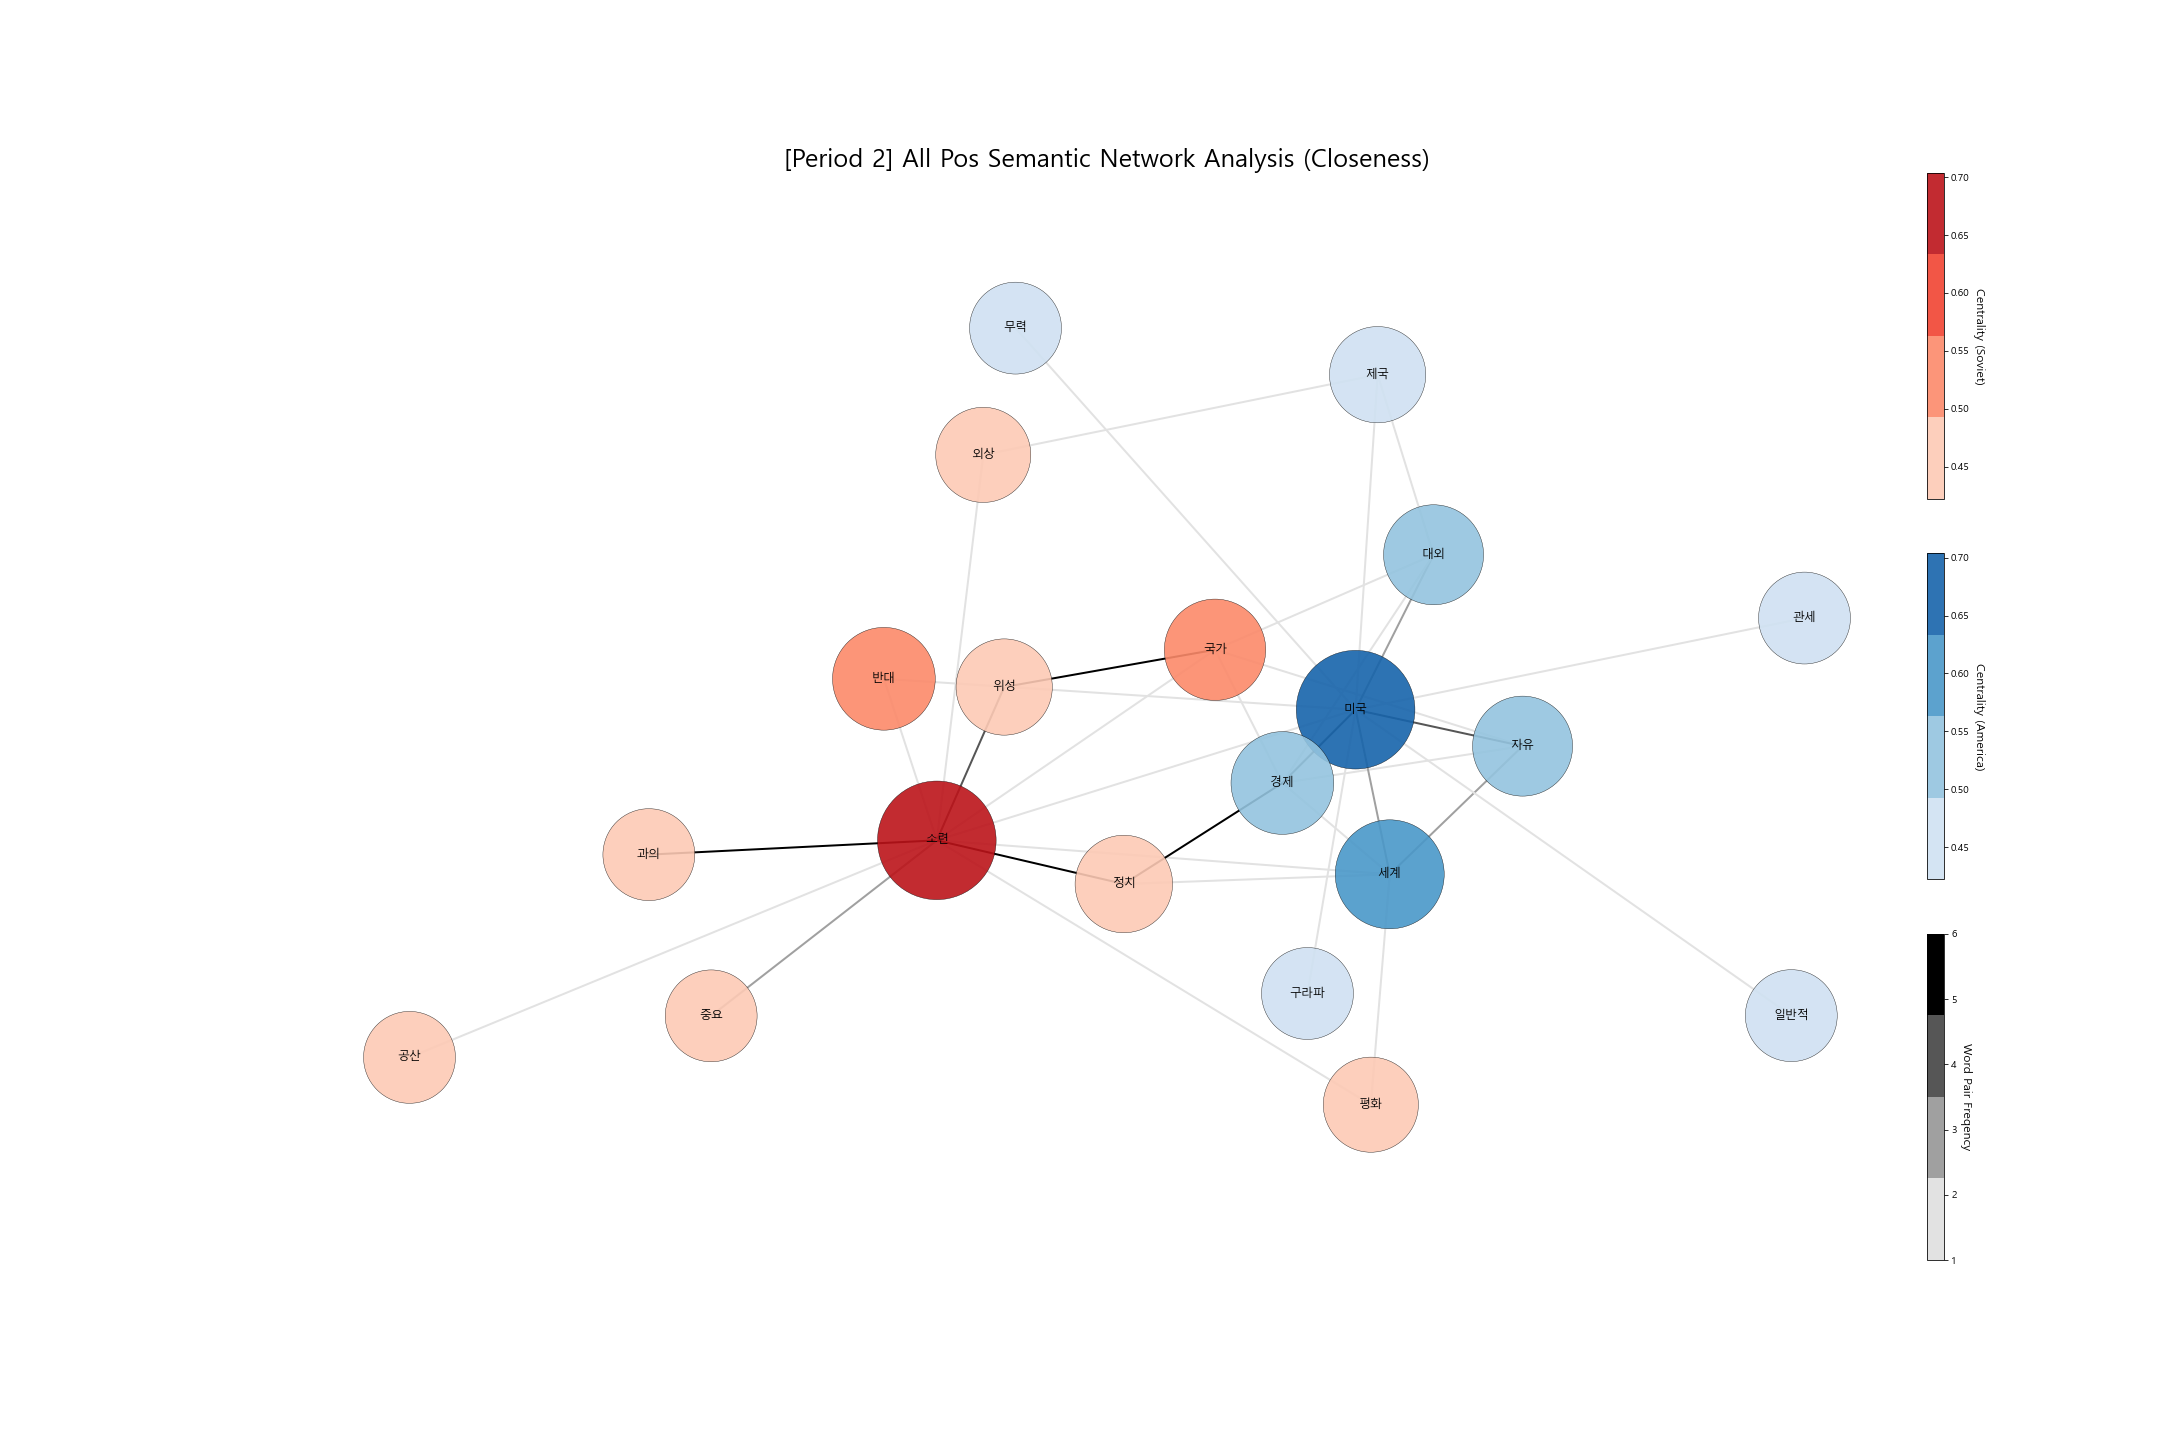 [Period 2] All Pos Semantic Network Analysis (Closeness)
무력
제국
외상
대외
관세
국가
반대
위성
미국
자유
경제
소련
과의
세계
정치
구라파
중요
일반적
공산
평화
0.70
0.65
0.60
0.55
0.50
0.45
Centrality (Soviet)
0.70
0.65
0.60
0.55
0.50
0.45
Centrality (America)
6
5
4
3
2
1
Word Pair Freqency